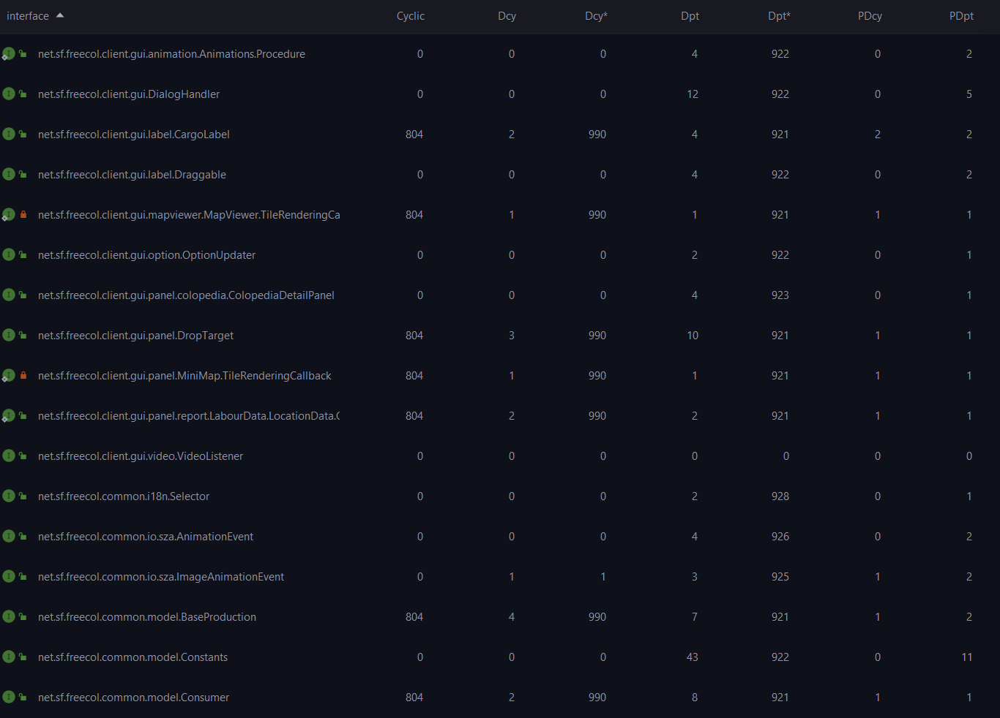 interface Cyclic Dcy Dcy* Dpt Dpt* PDcy PDpt
net.sf.freecol.client.gui.animation.Animations.Procedure 0 0 0 4 922 0 2
net.sf.freecol.client.gui.DialogHandler 0 0 0 12 922 0 5
net.sf.freecol.client.gui.label.CargoLabel 804 2 990 4 921 2 2
net.sf.freecol.client.gui.label.Draggable 0 0 0 4 922 0 2
net.sf.freecol.client.gui.mapviewer.MapViewer.TileRenderingCa 804 1 990 1 921 1 1
net.sf.freecol.client.gui.option.OptionUpdater 0 0 0 2 922 0 1
net.sf.freecol.client.gui.panel.colopedia.ColopediaDetailPanel 0 0 0 4 923 0 1
net.sf.freecol.client.gui.panel.DropTarget 804 3 990 10 921 1 1
net.sf.freecol.client.gui.panel.MiniMap.TileRenderingCallback 804 1 990 1 921 1 1
net.sf.freecol.client.gui.panel.report.LabourData.LocationData. 804 2 990 2 921 1 1
net.sf.freecol.client.gui.video.VideoListener 0 0 0 0 0 0 0
net.sf.freecol.common.i18n.Selector 0 0 0 2 928 0 1
net.sf.freecol.common.io.sza.AnimationEvent 0 0 0 4 926 0 2
net.sf.freecol.common.io.sza.ImageAnimationEvent 0 1 1 3 925 1 2
net.sf.freecol.common.model.BaseProduction 804 4 990 7 921 1 2
net.sf.freecol.common.model.Constants 0 0 0 43 922 0 11
net.sf.freecol.common.model.Consumer 804 2 990 8 921 1 1